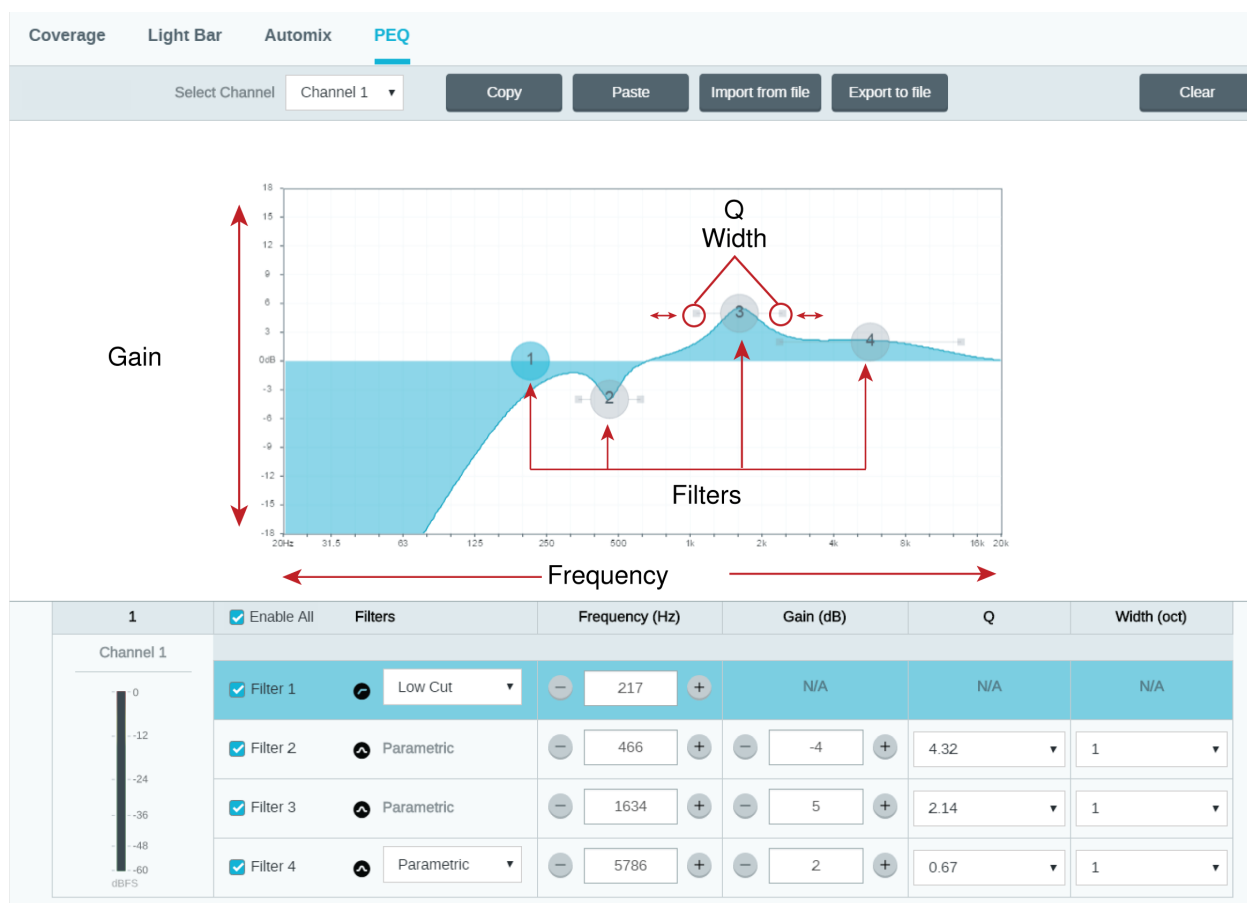 Coverage Light Bar Automix PEQ
Select Channel Channel 1 Copy Paste Import from file Export to file Clear
18
15
12
9
6
3
0dB
-3
-6
-9
-12
-15
-18
Gain
Q
Width
1
2
3
4
Filters
20Hz 31.5 63 125 250 500 1k 2k 4k 8k 16k 20k
Frequency
1 Enable All Filters Frequency (Hz) Gain (dB) Q Width (oct)
Channel 1
0
-12
-24
-36
-48
-60
dBFS
Filter 1 Low Cut 217 N/A N/A N/A
Filter 2 Parametric 466 -4 4.32 1
Filter 3 Parametric 1634 5 2.14 1
Filter 4 Parametric 5786 2 0.67 1